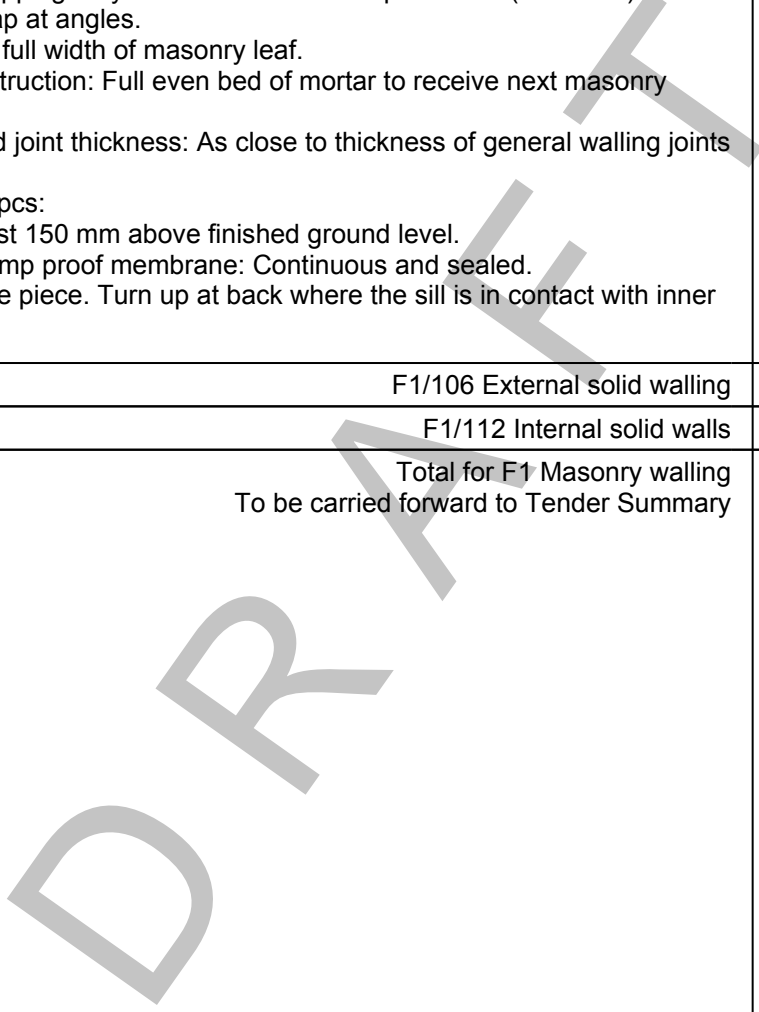 p at angles.
full width of masonry leaf.
truction: Full even bed of mortar to receive next masonry
d joint thickness: As close to thickness of general walling joints
pcs:
st 150 mm above finished ground level.
mp proof membrane: Continuous and sealed.
e piece. Turn up at back where the sill is in contact with inner
F1/106 External solid walling
F1/112 Internal solid walls
Total for F1 Masonry walling
To be carried forward to Tender Summary
DRAFT